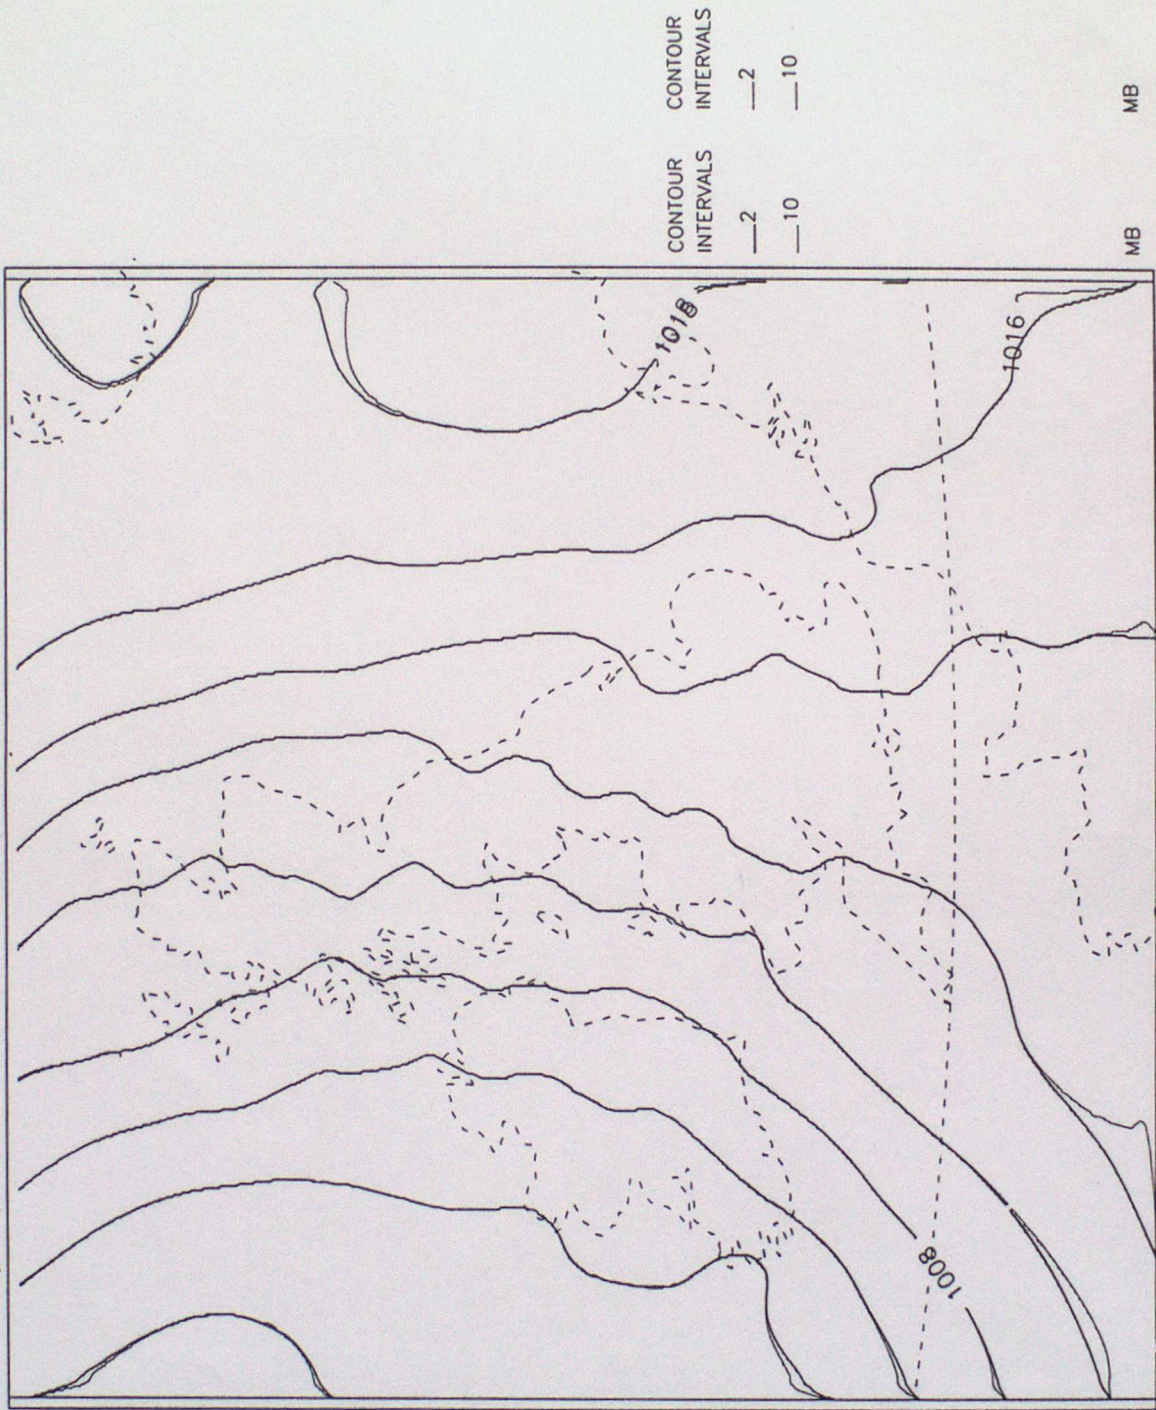 1018
1008
1016
CONTOUR
INTERVALS
—2
—10
MB
CONTOUR
INTERVALS
—2
—10
MB